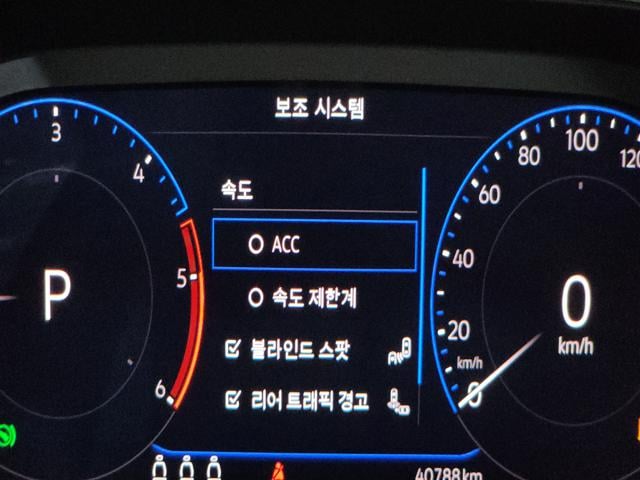 보조 시스템
3
4
5
6
P
속도
ACC
속도 제한계
블라인드 스팟
리어 트래픽 경고
0
20
40
60
80
100
120
km/h
0
km/h
40788km